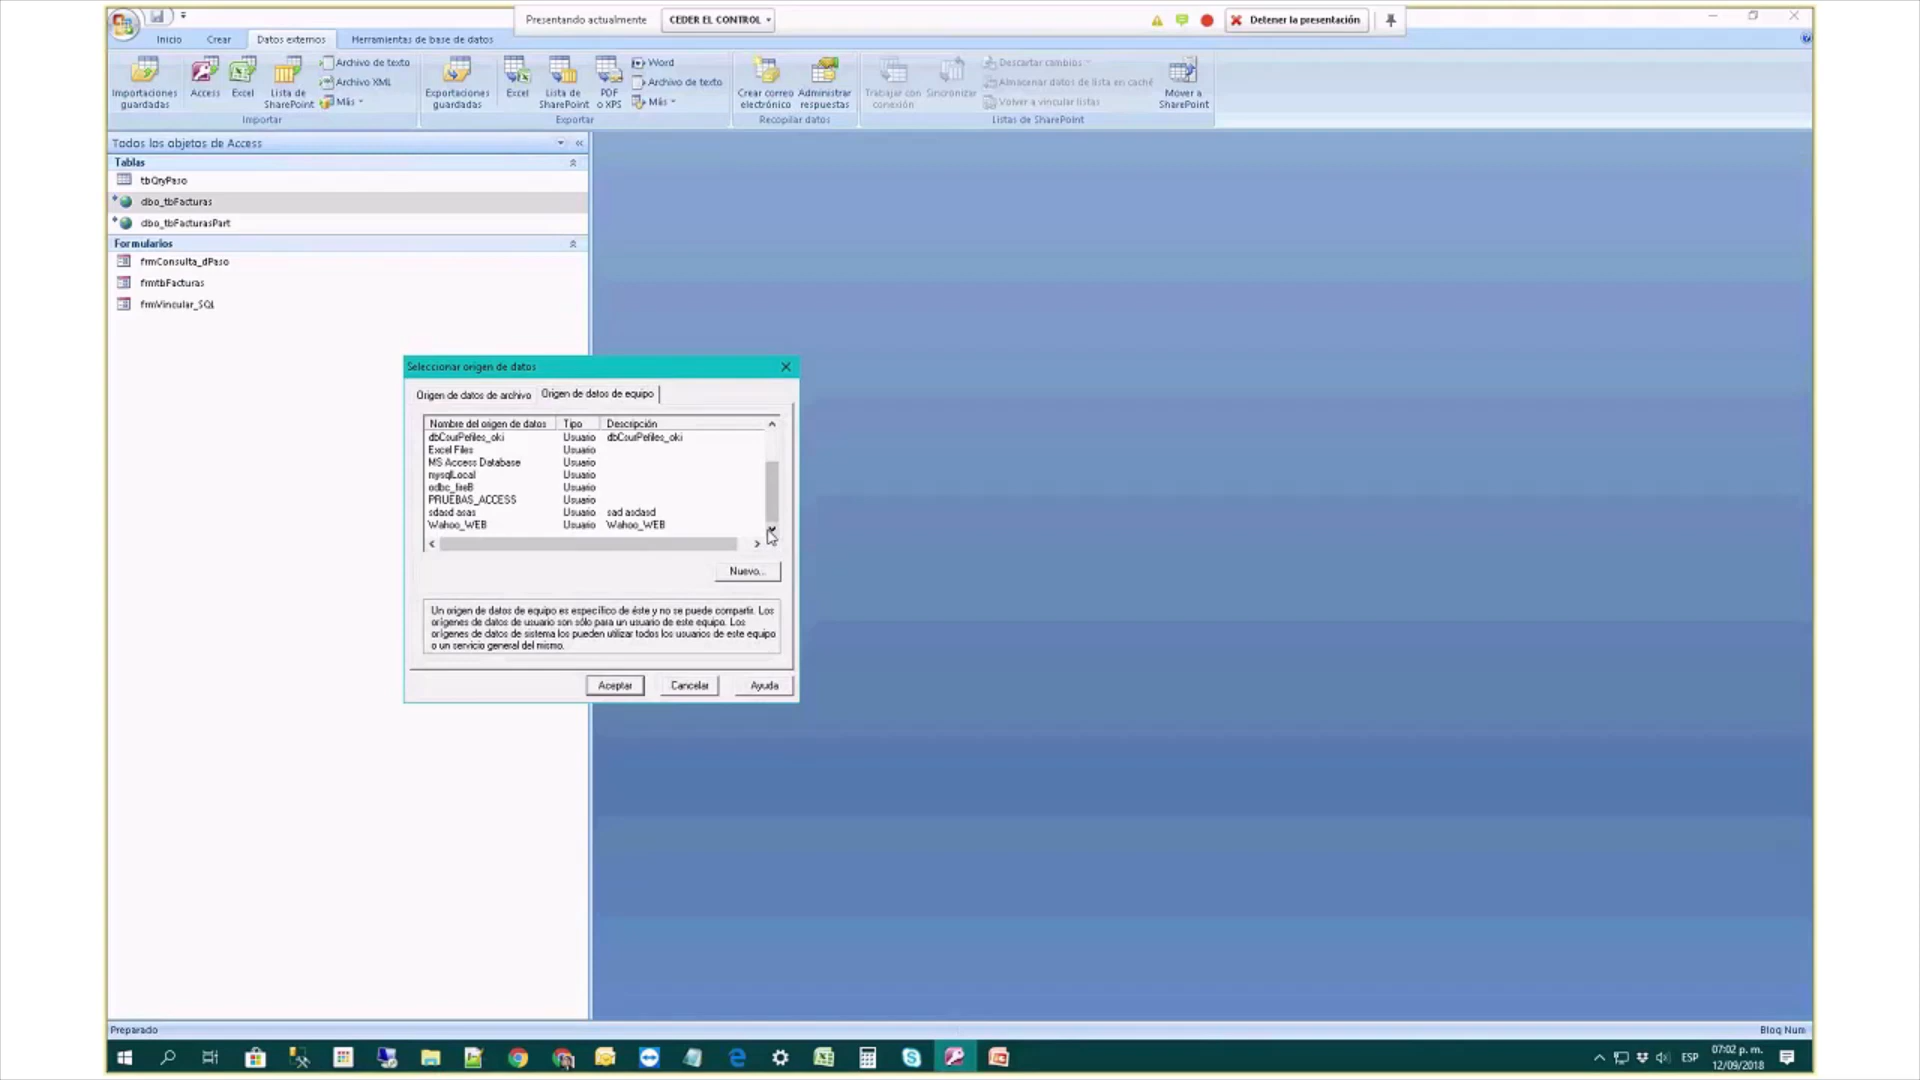 Presentando actualmente
CEDER EL CONTROL
Detener la presentación
Inicio
Crear
Datos externos
Herramientas de base de datos
Importaciones guardadas
Access
Excel
Lista de SharePoint
Archivo de texto
Archivo XML
Más
Importar
Exportaciones guardadas
Excel
Lista de SharePoint
PDF o XPS
Word
Archivo de texto
Más
Exportar
Crear correo electrónico
Administrar respuestas
Recopilar datos
Trabajar con conexión
Sincronizar
Descartar cambios
Almacenar datos de lista en caché
Volver a vincular listas
Mover a SharePoint
Listas de SharePoint
Todos los objetos de Access
Tablas
tbQryPaso
dbo_tbFacturas
dbo_tbFacturasPart
Formularios
frmConsulta_dPaso
frmtbFacturas
frmVincular_SQL
Seleccionar origen de datos
Origen de datos de archivo
Origen de datos de equipo
Nombre del origen de datos Tipo Descripción
dbCourPefiles_oki Usuario dbCourPefiles_oki
Excel Files Usuario
MS Access Database Usuario
mysqlLocal Usuario
odbc_fireB Usuario
PRUEBAS_ACCESS Usuario
sdasd asas Usuario sad asdasd
Wahoo_WEB Usuario Wahoo_WEB
Nuevo...
Un origen de datos de equipo es específico de éste y no se puede compartir. Los
orígenes de datos de usuario son sólo para un usuario de este equipo. Los
orígenes de datos de sistema los pueden utilizar todos los usuarios de este equipo
o un servicio general del mismo.
Aceptar
Cancelar
Ayuda
Preparado
Bloq Num
ESP
07:02 p. m.
12/09/2018